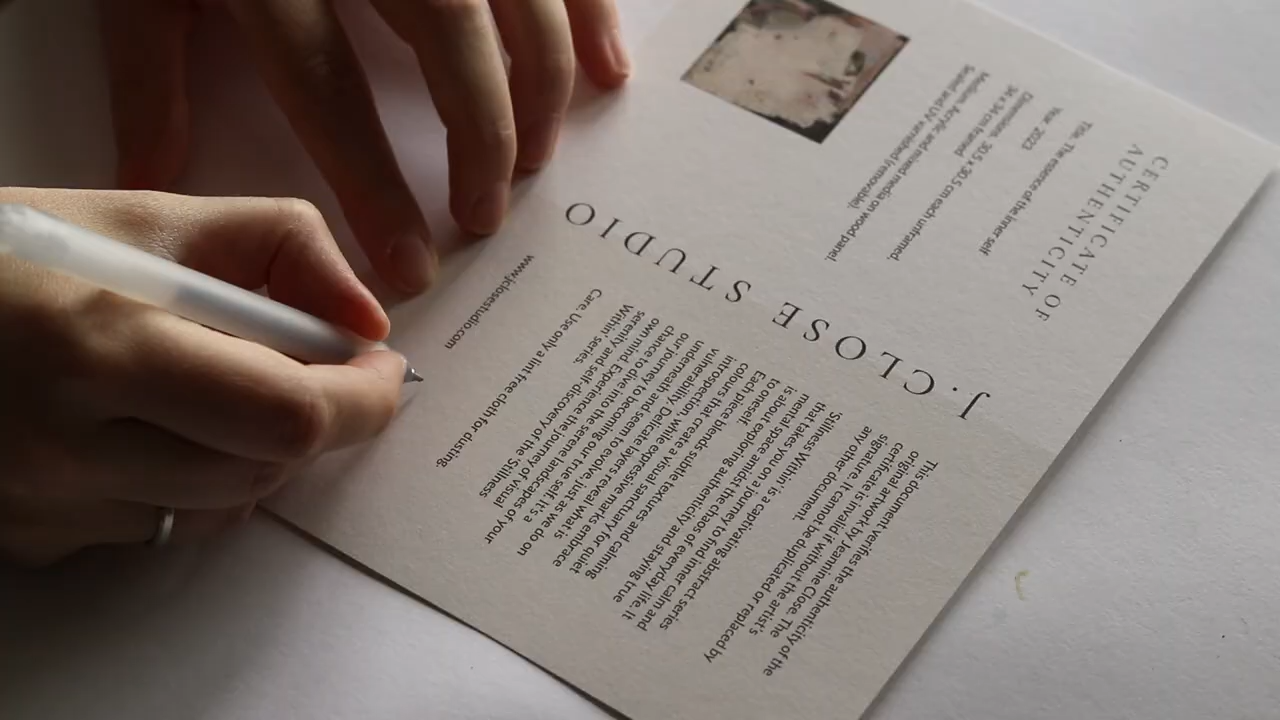 J. CLOSE STUDIO
CERTIFICATE OF
AUTHENTICITY
Title. The essence of the inner self
Year. 2023
Dimensions. 30.5 x 30.5 cm each unframed.
34 x 34 cm framed
Medium. Acrylic and mixed media on wood panel.
Sealed and UV varnished (removable).
This document verifies the authenticity of the
original artwork by Jeannine Close. The
certificate is invalid if without the artist's
signature. It cannot be duplicated or replaced by
any other document.
Stillness Within is a captivating abstract series
that takes you on a journey to find inner calm and
mental space amidst the chaos of everyday life. It
is about exploring authenticity and staying true
to oneself.
Each piece blends subtle textures and calming
colours that create a visual sanctuary for quiet
introspection, while expressive marks embrace
vulnerability. Delicate layers reveal what is
underneath and seem to evolve, just as we do on
our journey to becoming our true self. It's a
chance to dive into the serene landscapes of your
own mind. Experience the journey of visual
serenity and self-discovery of the "Stillness
Within" series.
Care. Use only a lint free cloth for dusting.
www.jclosestudio.com